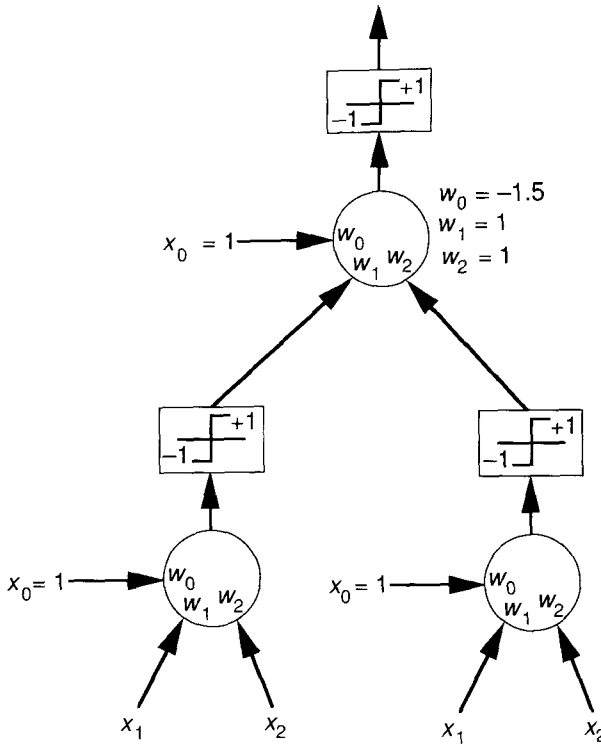 +1
−1
w₀ = −1.5
w₁ = 1
w₂ = 1
x₀ = 1
w₀
w₁ w₂
+1
−1
+1
−1
x₀ = 1
w₀
w₁ w₂
x₀ = 1
w₀
w₁ w₂
x₁ x₂
x₁ x₂